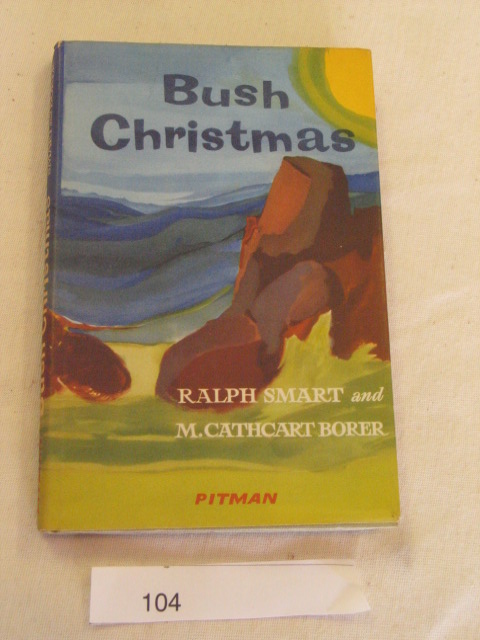 Bush
Christmas
RALPH SMART and
M. CATHCART BORER
PITMAN
104